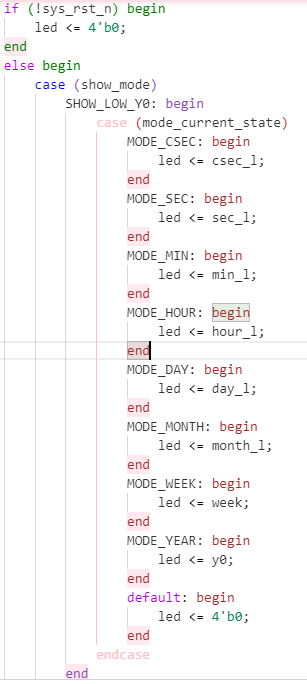 if (!sys_rst_n) begin
led <= 4'b0;
end
else begin
case (show_mode)
SHOW_LOW_Y0: begin
case (mode_current_state)
MODE_CSEC: begin
led <= csec_l;
end
MODE_SEC: begin
led <= sec_l;
end
MODE_MIN: begin
led <= min_l;
end
MODE_HOUR: begin
led <= hour_l;
end
MODE_DAY: begin
led <= day_l;
end
MODE_MONTH: begin
led <= month_l;
end
MODE_WEEK: begin
led <= week;
end
MODE_YEAR: begin
led <= y0;
end
default: begin
led <= 4'b0;
end
endcase
end